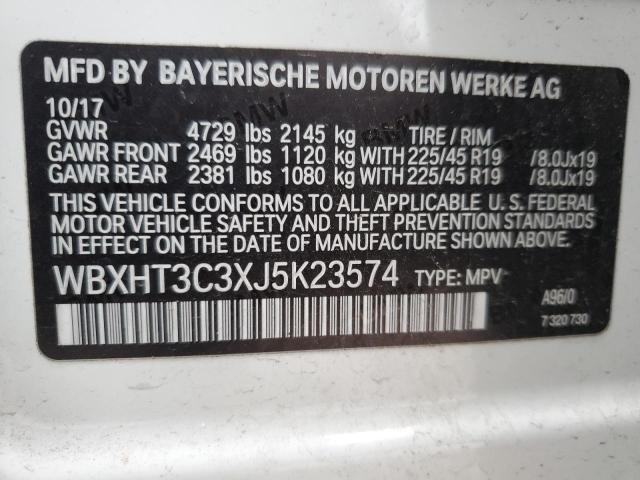 MFD BY BAYERISCHE MOTOREN WERKE AG
10/17
GVWR 4729 lbs 2145 kg TIRE / RIM
GAWR FRONT 2469 lbs 1120 kg WITH 225/45 R19 /8.0Jx19
GAWR REAR 2381 lbs 1080 kg WITH 225/45 R19 /8.0Jx19
THIS VEHICLE CONFORMS TO ALL APPLICABLE U. S. FEDERAL
MOTOR VEHICLE SAFETY AND THEFT PREVENTION STANDARDS
IN EFFECT ON THE DATE OF MANUFACTURE SHOWN ABOVE.
WBXHT3C3XJ5K23574 TYPE: MPV
A96/0
7 320 730